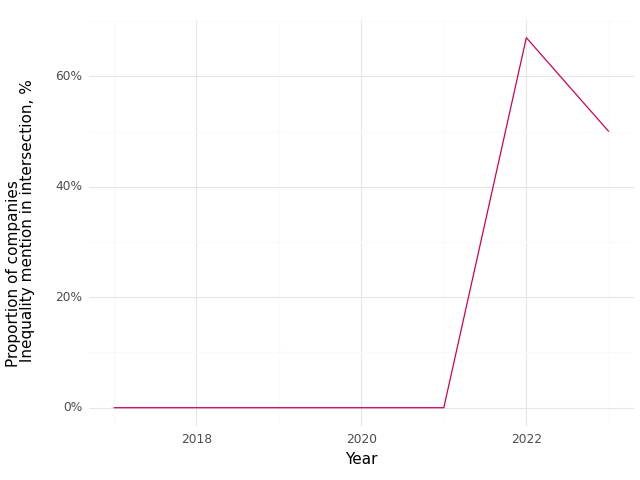 Proportion of companies
Inequality mention in intersection, %
60%
40%
20%
0%
2018
2020
2022
Year